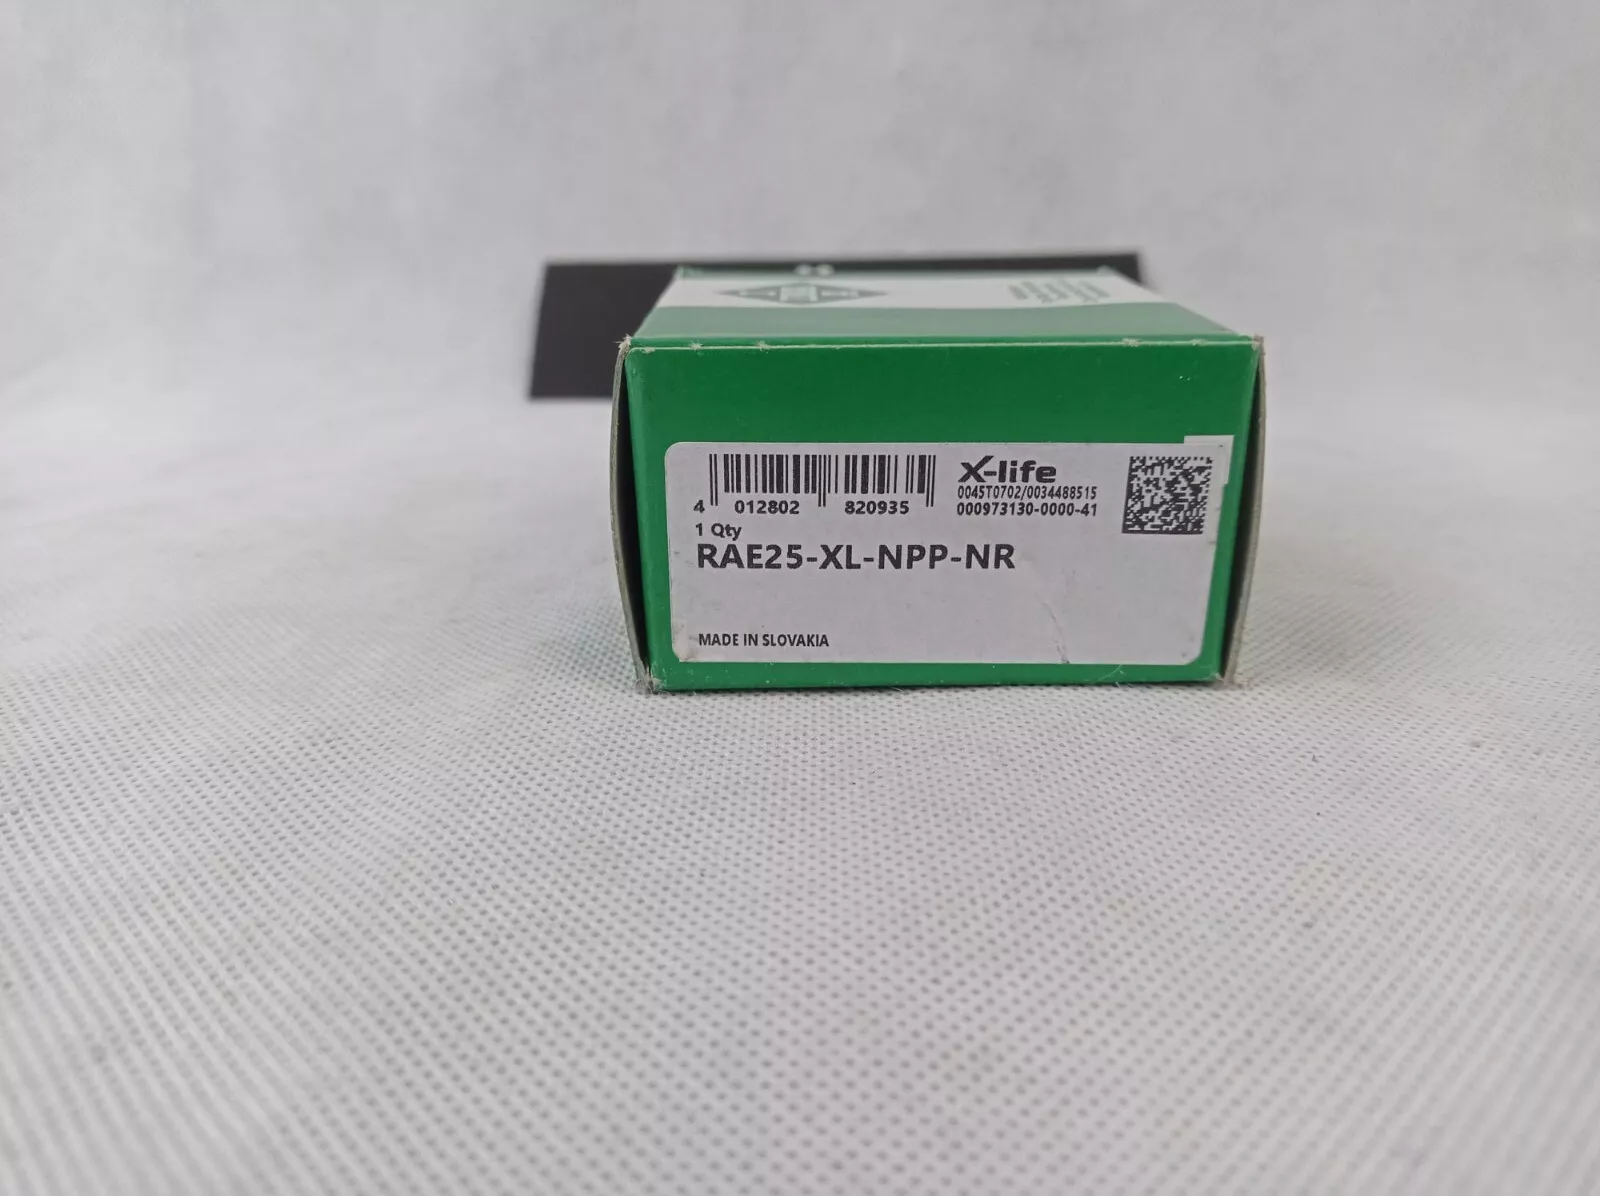 4 012802 820935
X-life
0045T0702/0034488515
000973130-0000-41
1 Qty
RAE25-XL-NPP-NR
MADE IN SLOVAKIA